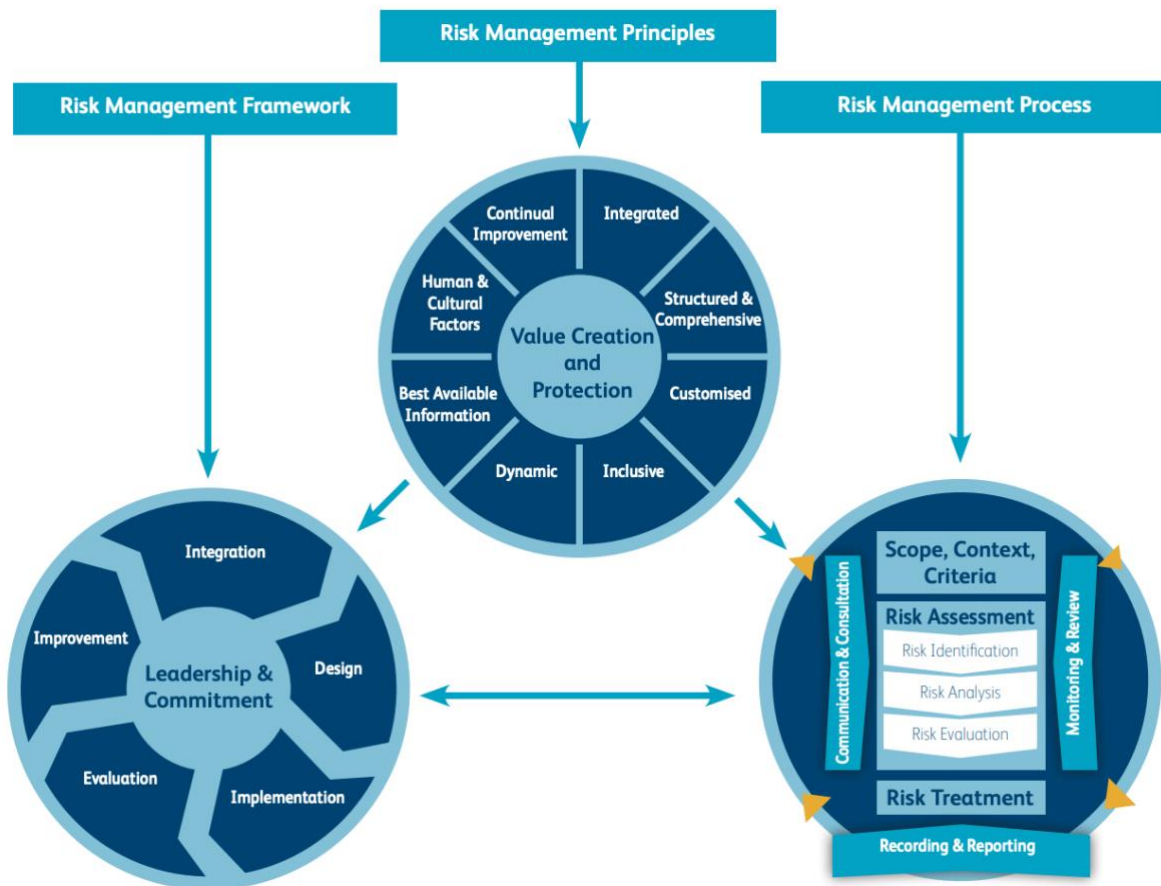 Risk Management Principles
Risk Management Framework
Risk Management Process
Continual
Improvement
Integrated
Human &
Cultural
Factors
Structured &
Comprehensive
Value Creation
and
Protection
Best Available
Information
Customised
Dynamic
Inclusive
Integration
Improvement
Design
Leadership &
Commitment
Evaluation
Implementation
Scope, Context,
Criteria
Communication & Consultation
Risk Assessment
Risk Identification
Risk Analysis
Risk Evaluation
Monitoring & Review
Risk Treatment
Recording & Reporting